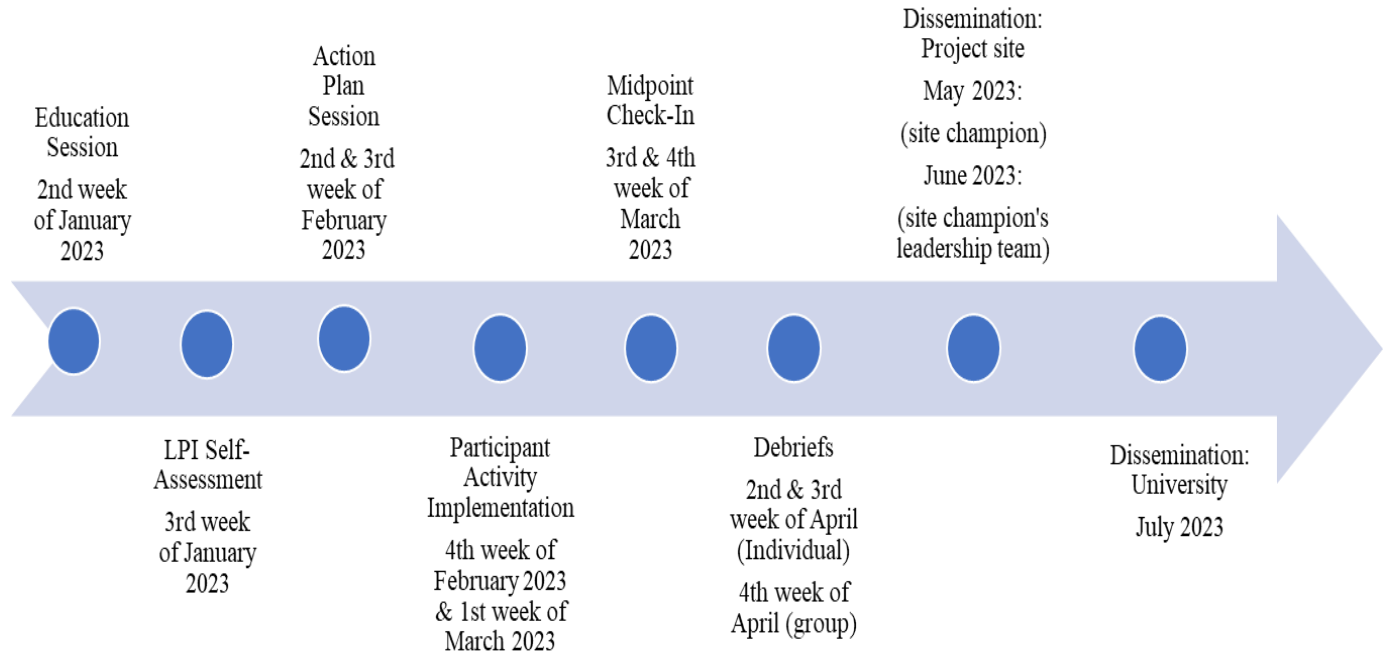 Education
Session
2nd week
of January
2023
LPI Self-
Assessment
3rd week
of January
2023
Action
Plan
Session
2nd & 3rd
week of
February
2023
Participant
Activity
Implementation
4th week of
February 2023
& 1st week of
March 2023
Midpoint
Check-In
3rd & 4th
week of
March
2023
Debriefs
2nd & 3rd
week of April
(Individual)
4th week of
April (group)
Dissemination:
Project site
May 2023:
(site champion)
June 2023:
(site champion's
leadership team)
Dissemination:
University
July 2023